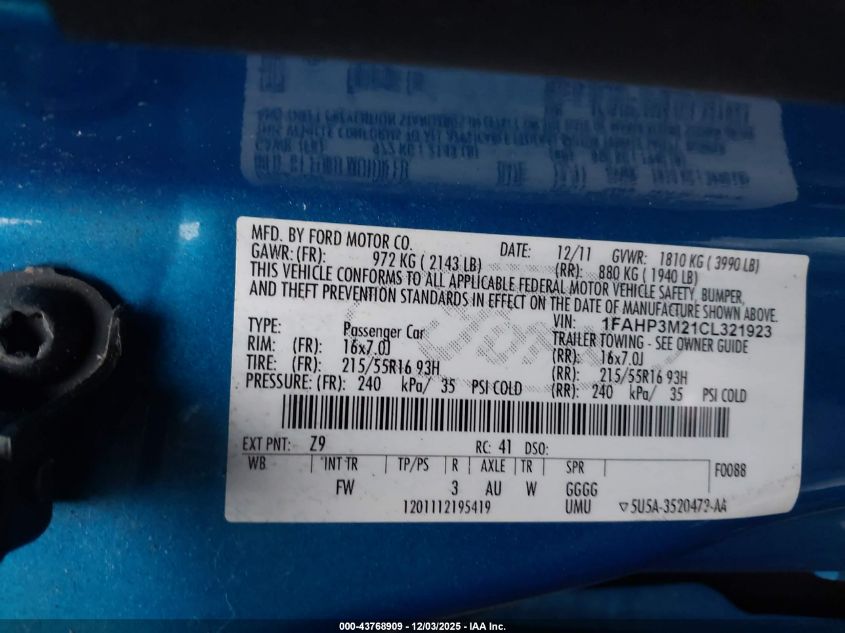 MFD. BY FORD MOTOR CO. DATE: 12/11 GVWR: 1810 KG ( 3990 LB)
GAWR: (FR): 972 KG ( 2143 LB) (RR): 880 KG ( 1940 LB)
THIS VEHICLE CONFORMS TO ALL APPLICABLE FEDERAL MOTOR VEHICLE SAFETY, BUMPER,
AND THEFT PREVENTION STANDARDS IN EFFECT ON THE DATE OF MANUFACTURE SHOWN ABOVE.
VIN: 1FAHP3M21CL321923
TYPE: Passenger Car TRAILER TOWING - SEE OWNER GUIDE
RIM: (FR): 16x7.0J (RR): 16x7.0J
TIRE: (FR): 215/55R16 93H (RR): 215/55R16 93H
PRESSURE: (FR): 240 kPa/ 35 PSI COLD (RR): 240 kPa/ 35 PSI COLD
EXT PNT: Z9 RC: 41 DSO:
WB INT TR TP/PS R AXLE TR SPR F0088
FW 3 AU W GGGG
1201112195419 UMU ▽5U5A-3520472-AA
000-43768909 - 12/03/2025 - IAA Inc.